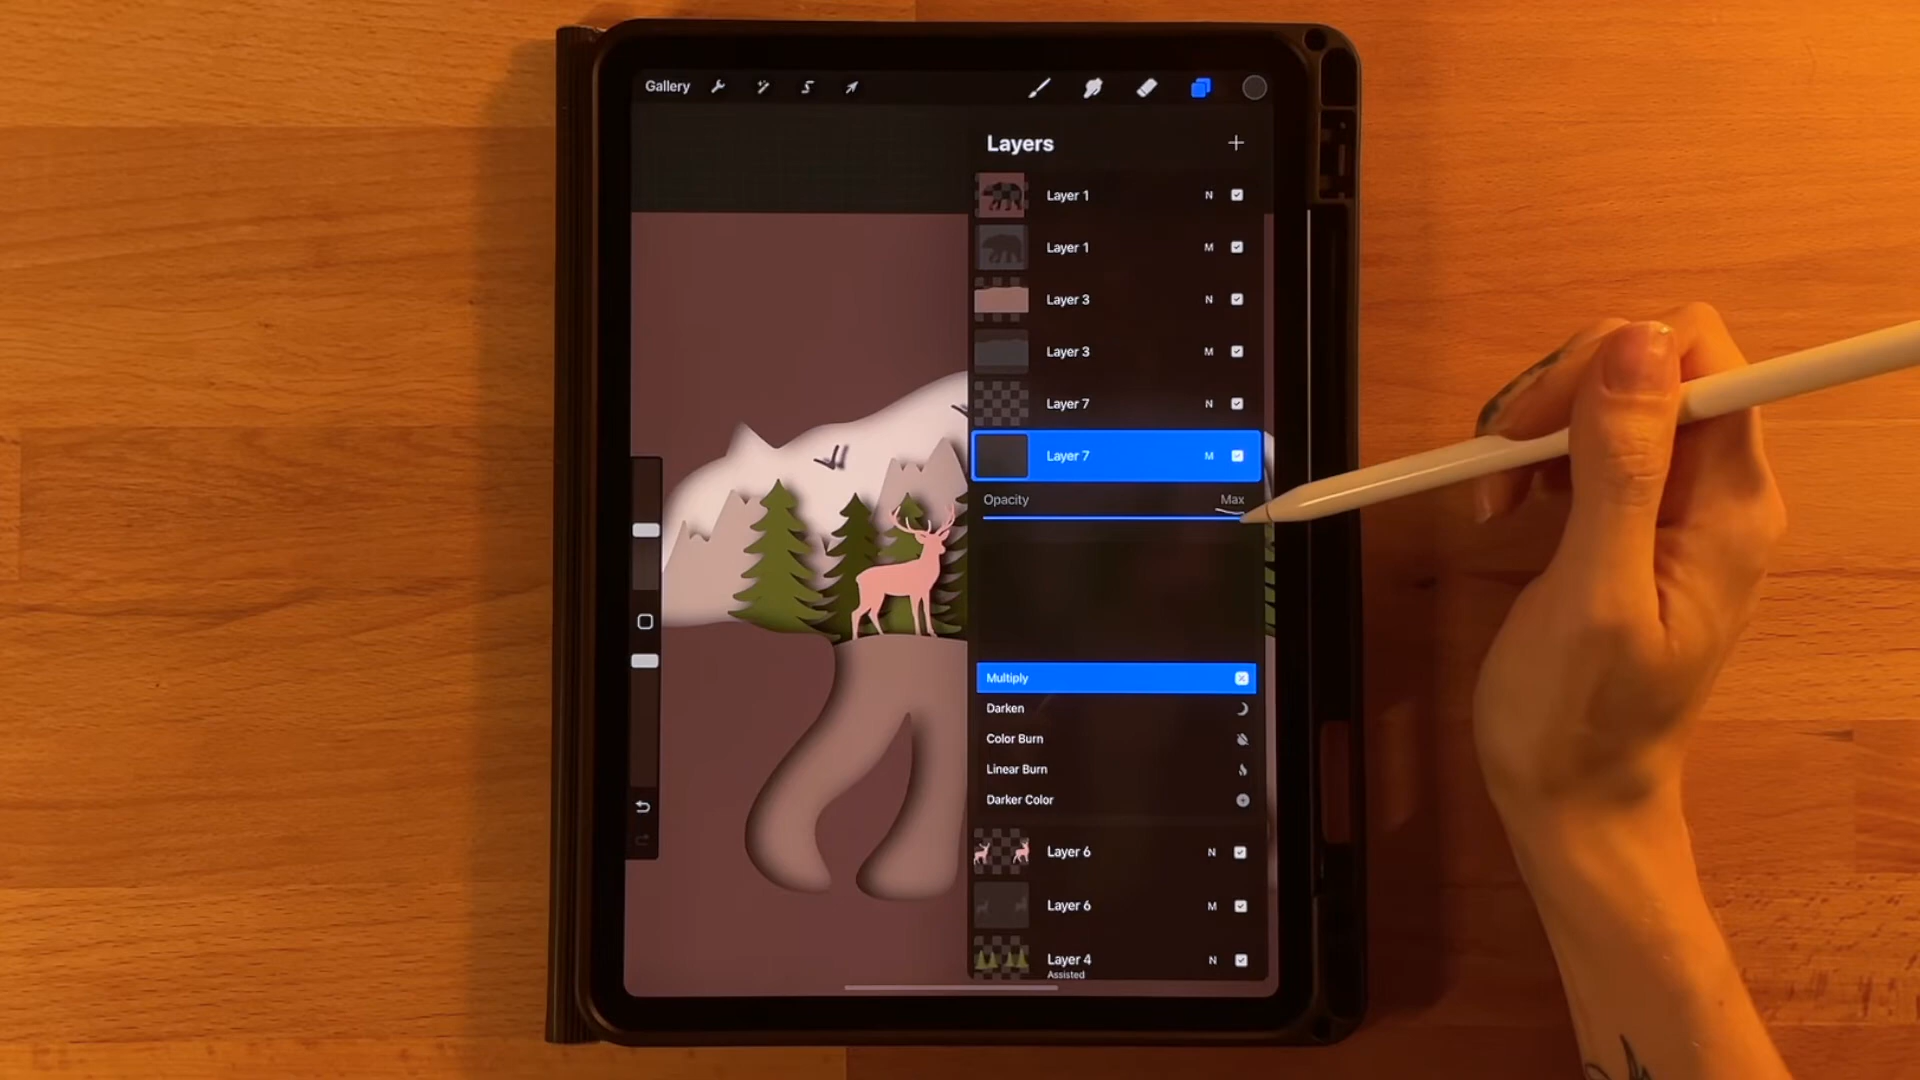 Gallery
Layers
Layer 1 N
Layer 1 M
Layer 3 N
Layer 3 M
Layer 7 N
Layer 7 M
Opacity Max
Multiply
Darken
Color Burn
Linear Burn
Darker Color
Layer 6 N
Layer 6 M
Layer 4 N
Assisted